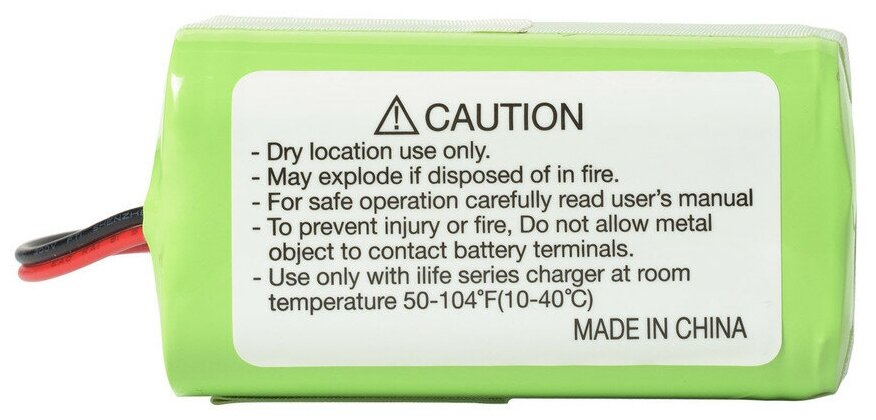 ⚠ CAUTION
- Dry location use only.
- May explode if disposed of in fire.
- For safe operation carefully read user's manual
- To prevent injury or fire, Do not allow metal
object to contact battery terminals.
- Use only with ilife series charger at room
temperature 50-104°F(10-40°C)
MADE IN CHINA